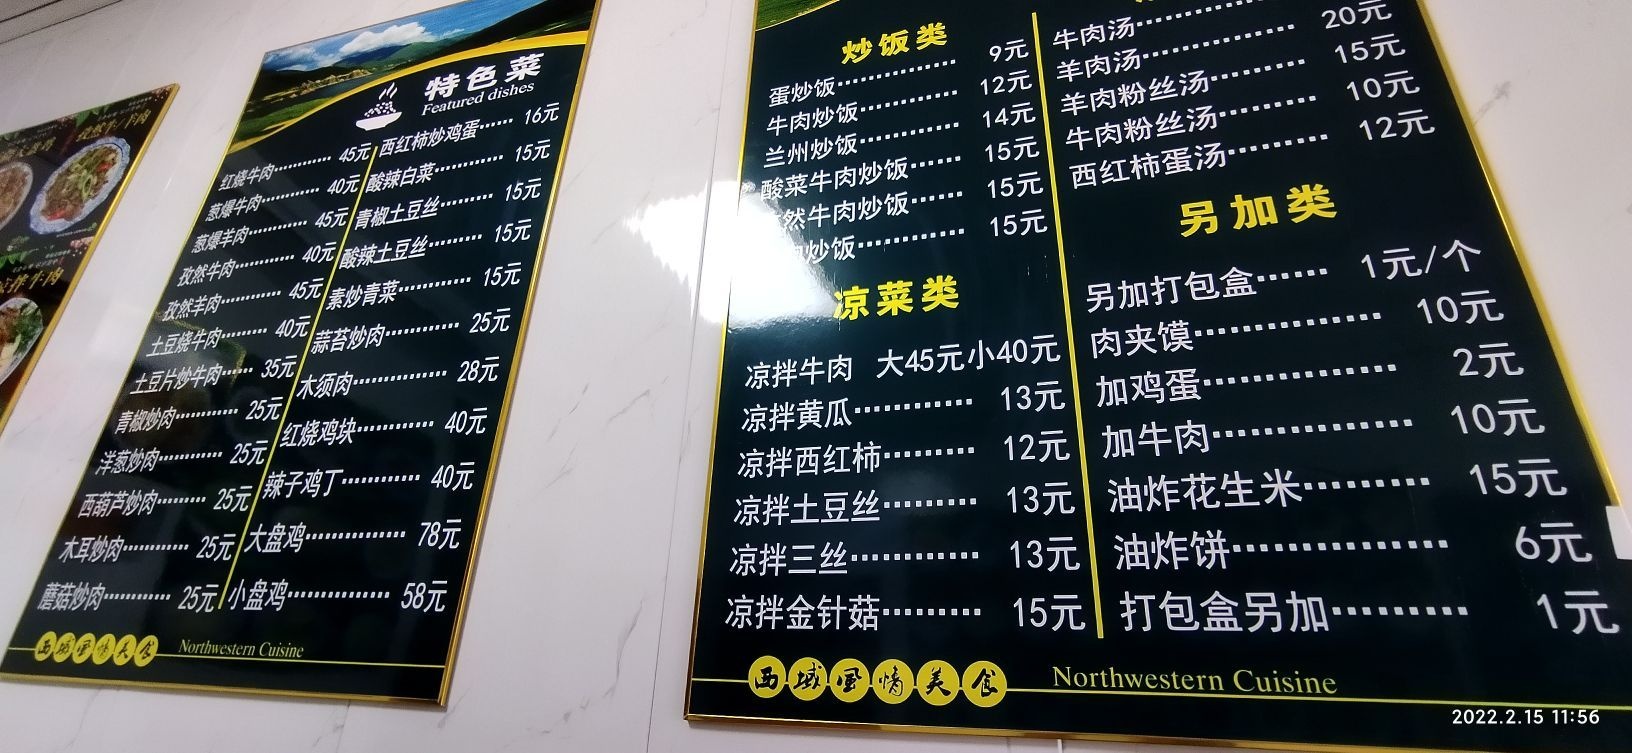 特色菜
Featured dishes
红烧牛肉 45元
葱爆牛肉 40元
葱爆羊肉 45元
孜然牛肉 40元
孜然羊肉 45元
土豆烧牛肉 40元
土豆片炒牛肉 35元
青椒炒肉 25元
洋葱炒肉 25元
西葫芦炒肉 25元
木耳炒肉 25元
蘑菇炒肉 25元
西红柿炒鸡蛋 16元
酸辣白菜 15元
青椒土豆丝 15元
酸辣土豆丝 15元
素炒青菜 15元
蒜苔炒肉 25元
木须肉 28元
红烧鸡块 40元
辣子鸡丁 40元
大盘鸡 78元
小盘鸡 58元
西域风情美食 Northwestern Cuisine
炒饭类
蛋炒饭 9元
牛肉炒饭 12元
兰州炒饭 14元
酸菜牛肉炒饭 15元
然牛肉炒饭 15元
炒饭 15元
凉菜类
凉拌牛肉 大45元小40元
凉拌黄瓜 13元
凉拌西红柿 12元
凉拌土豆丝 13元
凉拌三丝 13元
凉拌金针菇 15元
牛肉汤
羊肉汤 20元
羊肉粉丝汤 15元
牛肉粉丝汤 10元
西红柿蛋汤 12元
另加类
另加打包盒 1元/个
肉夹馍 10元
加鸡蛋 2元
加牛肉 10元
油炸花生米 15元
油炸饼 6元
打包盒另加 1元
西域风情美食 Northwestern Cuisine
2022.2.15 11:56